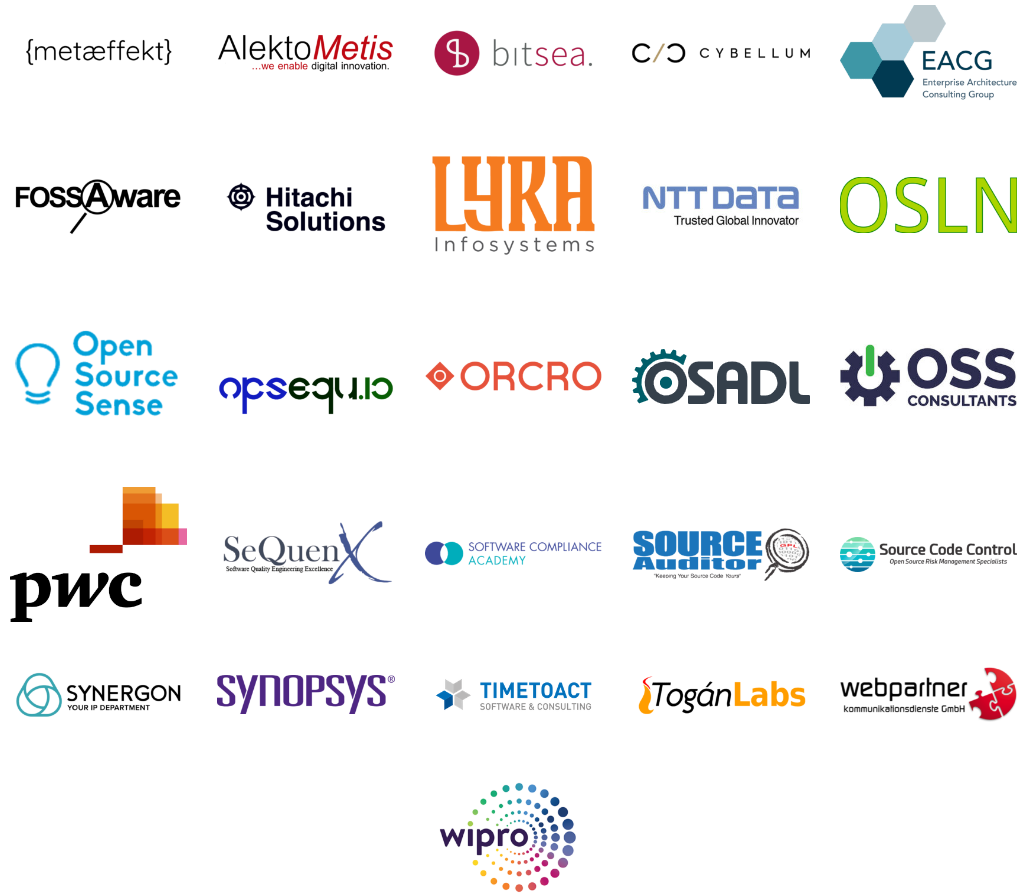 {metæffekt}
AlektoMetis
...we enable digital innovation.
bitsea.
C/C CYBELLUM
EACG
Enterprise Architecture
Consulting Group
FOSSAware
Hitachi
Solutions
LYRA
Infosystems
NTT DATA
Trusted Global Innovator
OSLN
Open
Source
Sense
opsequ.io
ORCRO
OSADL
OSS
CONSULTANTS
pwc
SeQuenX
Software Quality Engineering Excellence
SOFTWARE COMPLIANCE
ACADEMY
SOURCE
Auditor
GPL
"Keeping Your Source Code Yours"
Source Code Control
Open Source Risk Management Specialists
SYNERGON
YOUR IP DEPARTMENT
SYNOPSYS®
TIMETOACT
SOFTWARE & CONSULTING
TogánLabs
webpartner
kommunikationsdienste GmbH
wipro